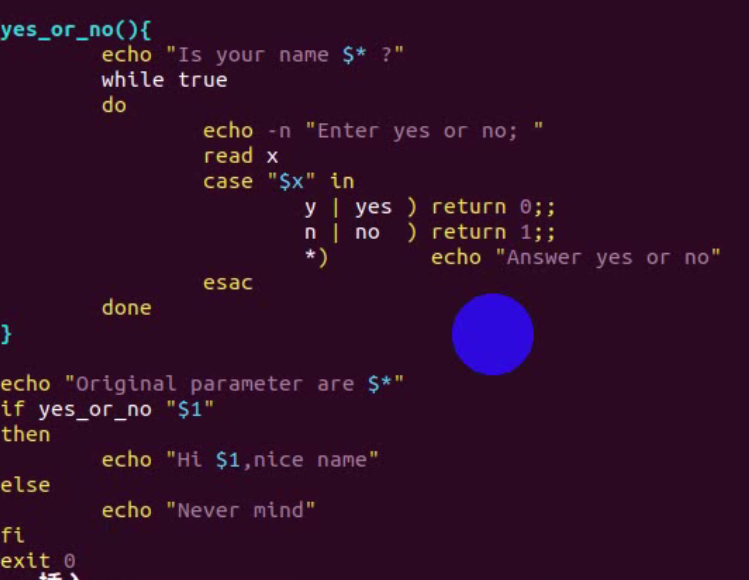 yes_or_no(){
echo "Is your name $* ?"
while true
do
echo -n "Enter yes or no; "
read x
case "$x" in
y | yes ) return 0;;
n | no ) return 1;;
*) echo "Answer yes or no"
esac
done
}
echo "Original parameter are $*"
if yes_or_no "$1"
then
echo "Hi $1,nice name"
else
echo "Never mind"
fi
exit 0